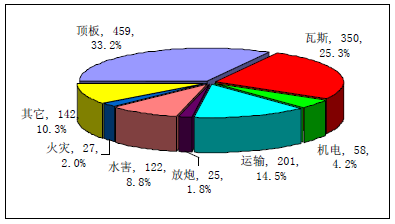 顶板, 459,
33.2%
瓦斯, 350,
25.3%
机电, 58,
4.2%
运输, 201,
14.5%
放炮, 25,
1.8%
水害, 122,
8.8%
火灾, 27,
2.0%
其它, 142,
10.3%